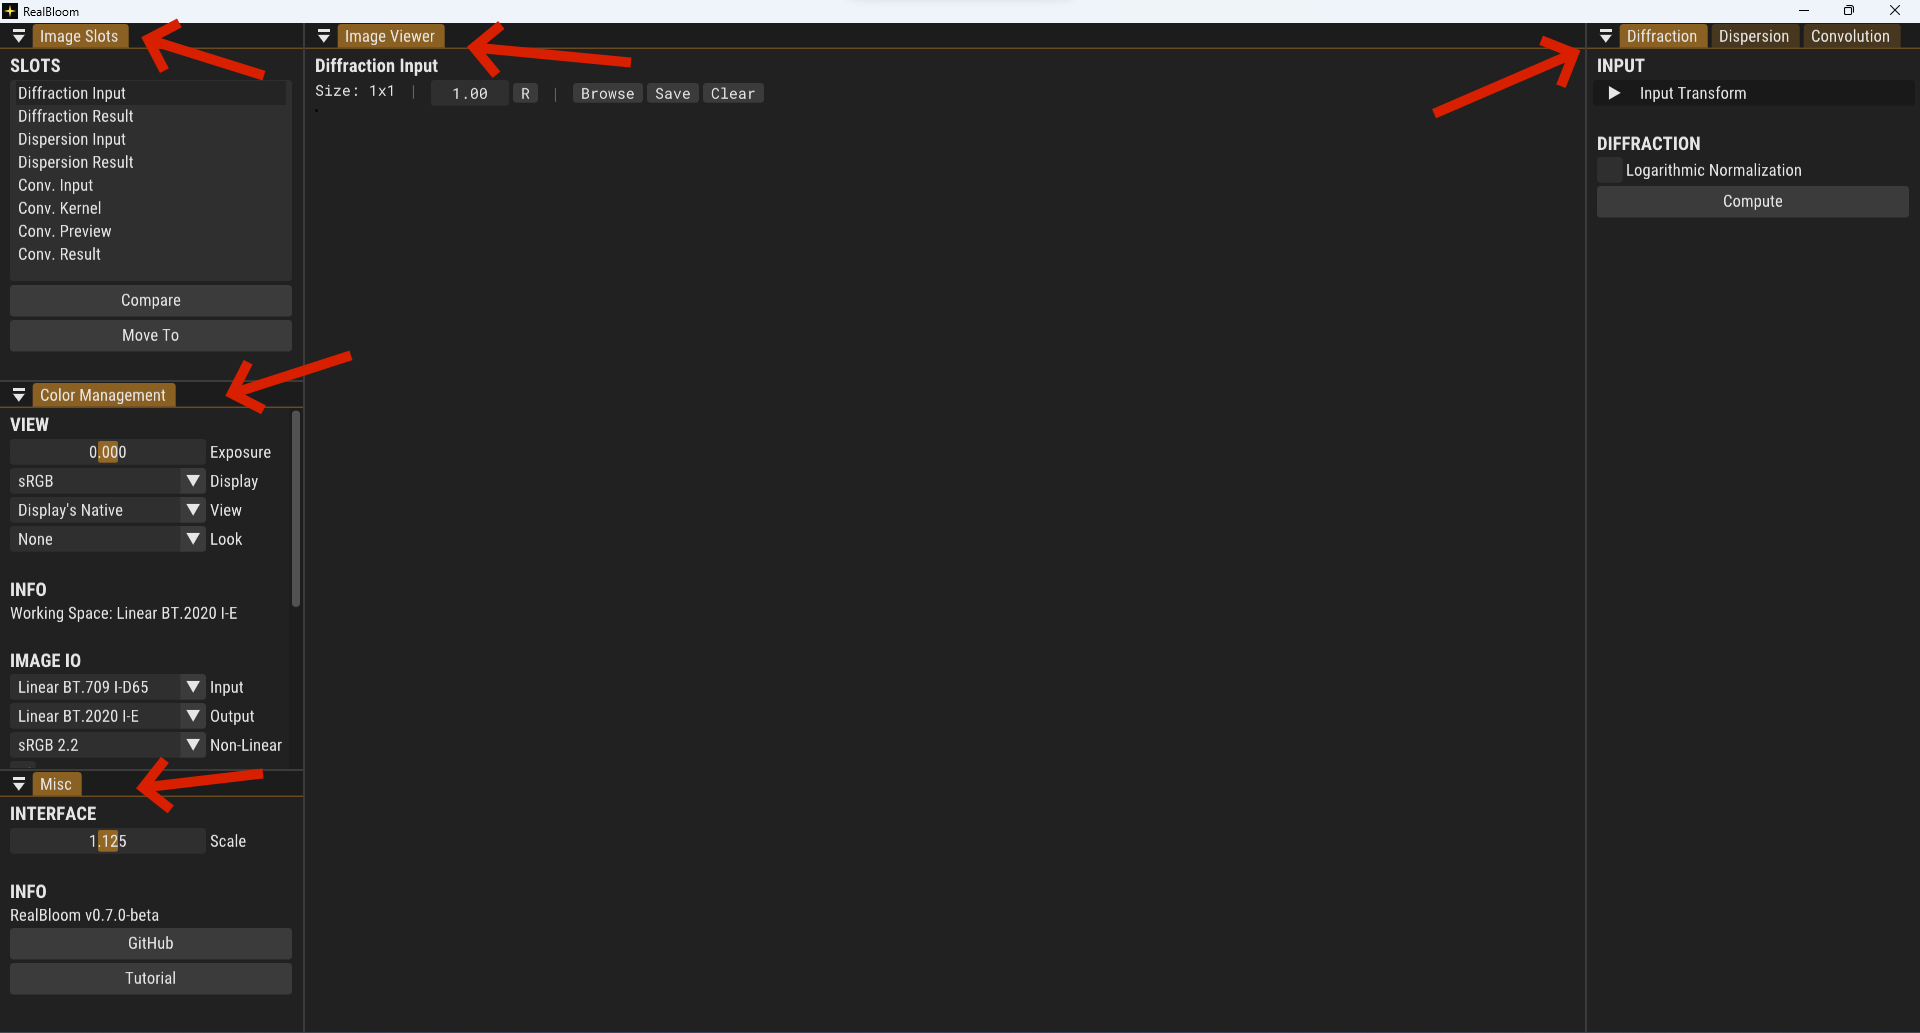 RealBloom
Image Slots
SLOTS
Diffraction Input
Diffraction Result
Dispersion Input
Dispersion Result
Conv. Input
Conv. Kernel
Conv. Preview
Conv. Result
Compare
Move To
Color Management
VIEW
0.000 Exposure
sRGB Display
Display's Native View
None Look
INFO
Working Space: Linear BT.2020 I-E
IMAGE IO
Linear BT.709 I-D65 Input
Linear BT.2020 I-E Output
sRGB 2.2 Non-Linear
Misc
INTERFACE
1.125 Scale
INFO
RealBloom v0.7.0-beta
GitHub
Tutorial
Image Viewer
Diffraction Input
Size: 1x1 | 1.00 R | Browse Save Clear
Diffraction Dispersion Convolution
INPUT
Input Transform
DIFFRACTION
Logarithmic Normalization
Compute